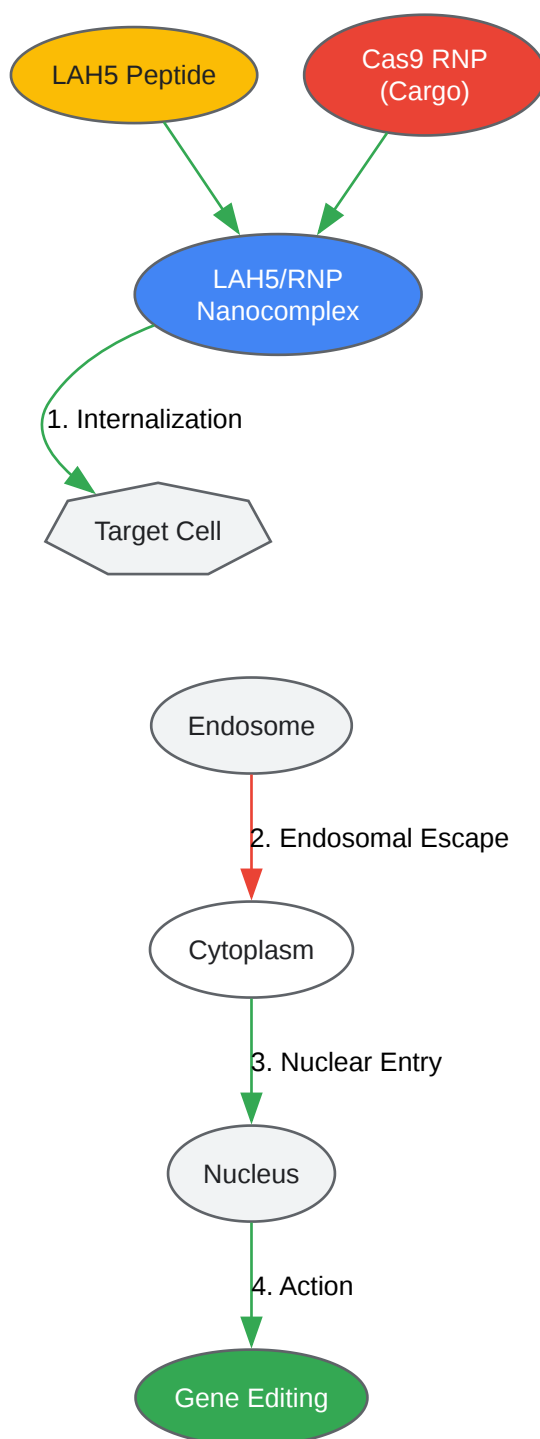 LAH5 Peptide
Cas9 RNP
(Cargo)
LAH5/RNP
Nanocomplex
1. Internalization
Target Cell
Endosome
2. Endosomal Escape
Cytoplasm
3. Nuclear Entry
Nucleus
4. Action
Gene Editing